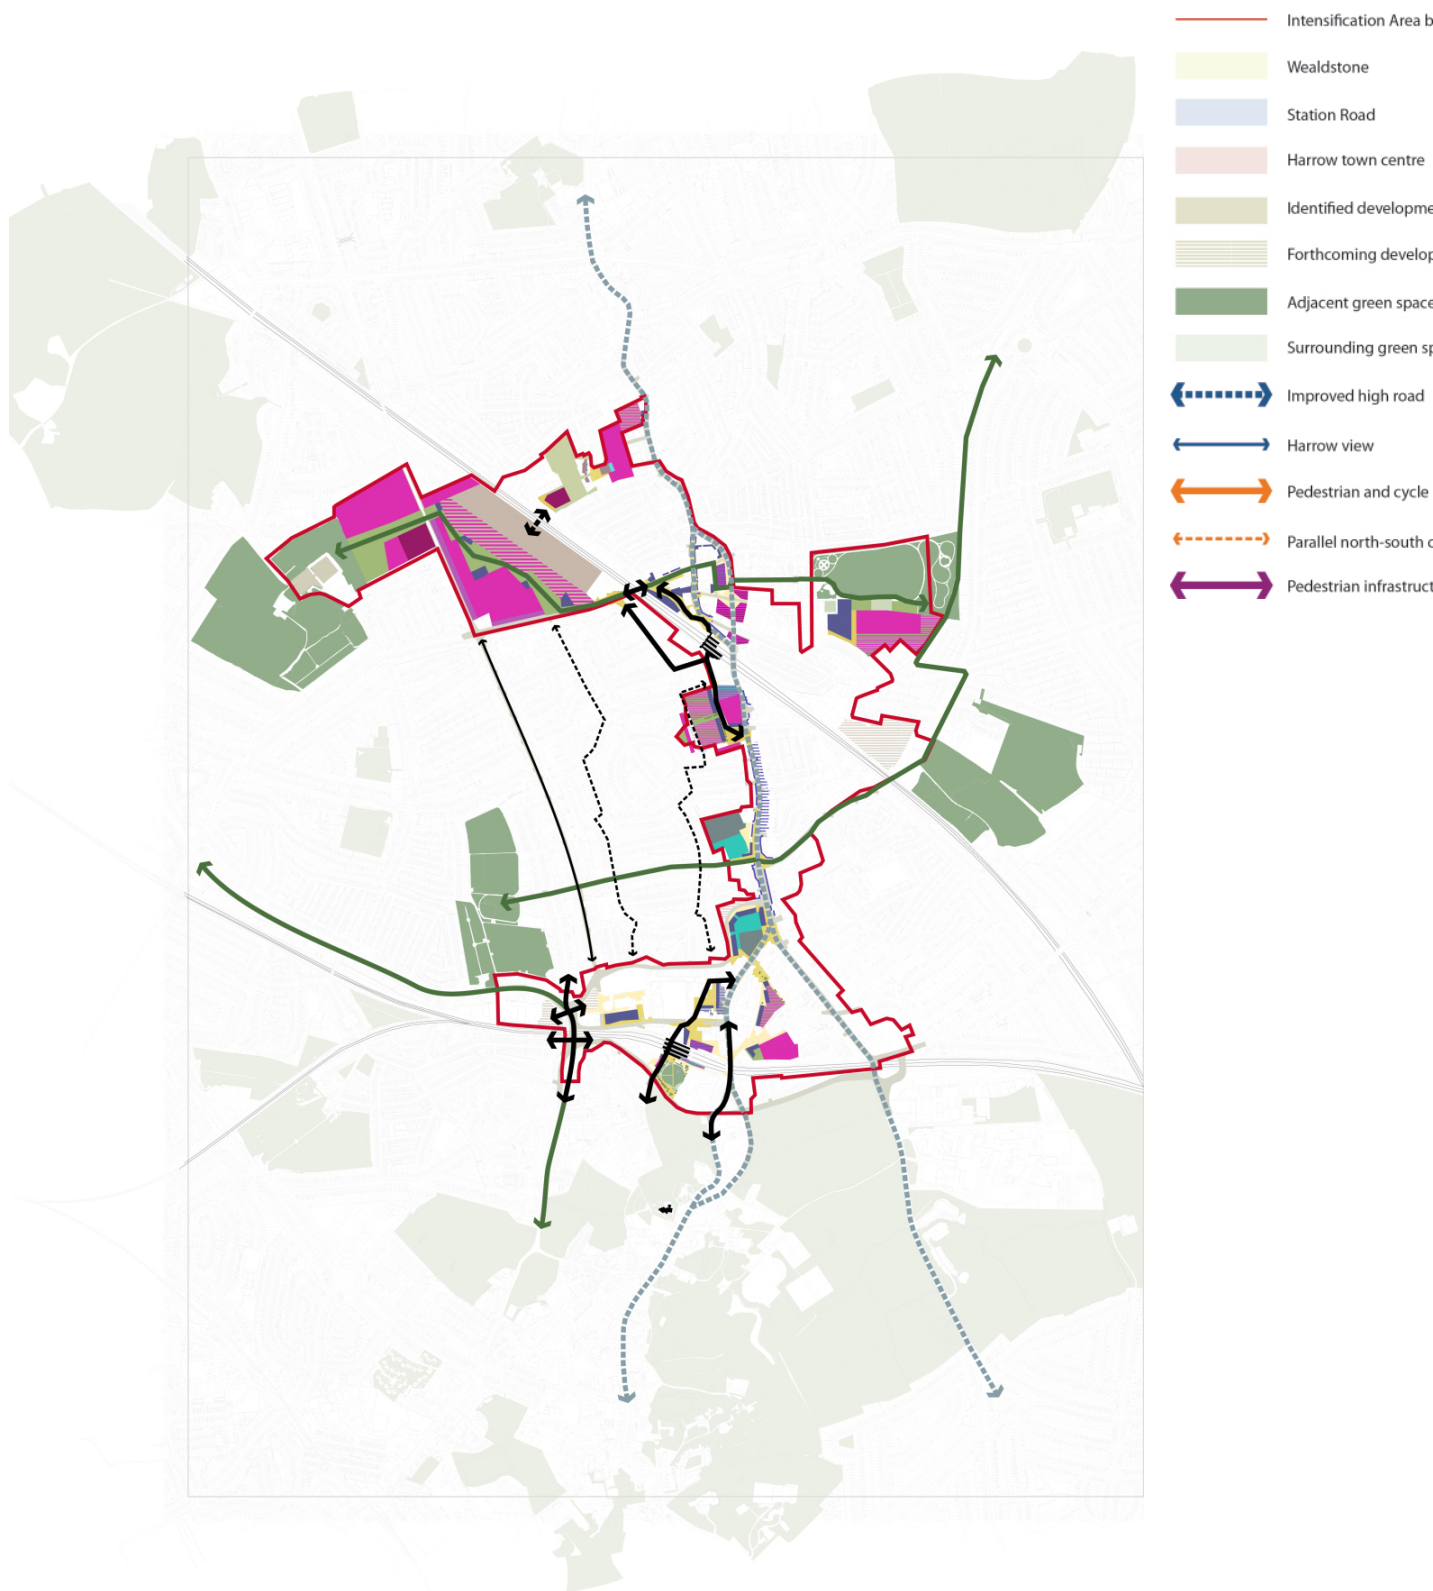 Intensification Area b
Wealdstone
Station Road
Harrow town centre
Identified developme
Forthcoming develop
Adjacent green space
Surrounding green sp
Improved high road
Harrow view
Pedestrian and cycle
Parallel north-south c
Pedestrian infrastruct